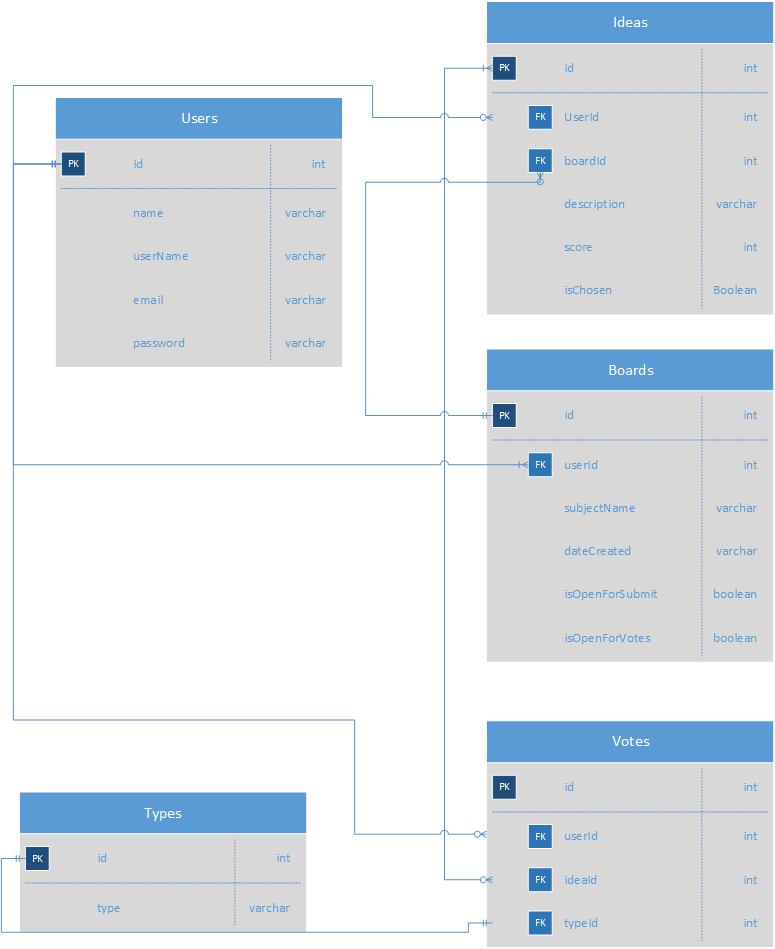 Ideas
PK id int
FK UserId int
FK boardId int
description varchar
score int
isChosen Boolean
Users
PK id int
name varchar
userName varchar
email varchar
password varchar
Boards
PK id int
FK userId int
subjectName varchar
dateCreated varchar
isOpenForSubmit boolean
isOpenForVotes boolean
Votes
PK id int
FK userId int
FK ideaId int
FK typeId int
Types
PK id int
type varchar